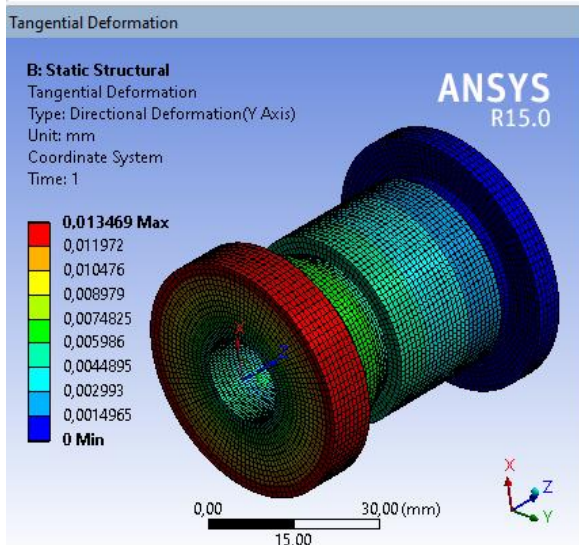 Tangential Deformation
B: Static Structural
Tangential Deformation
Type: Directional Deformation(Y Axis)
Unit: mm
Coordinate System
Time: 1
ANSYS
R15.0
0,013469 Max
0,011972
0,010476
0,008979
0,0074825
0,005986
0,0044895
0,002993
0,0014965
0 Min
X
Z
X
Z
Y
0,00
30,00 (mm)
15,00